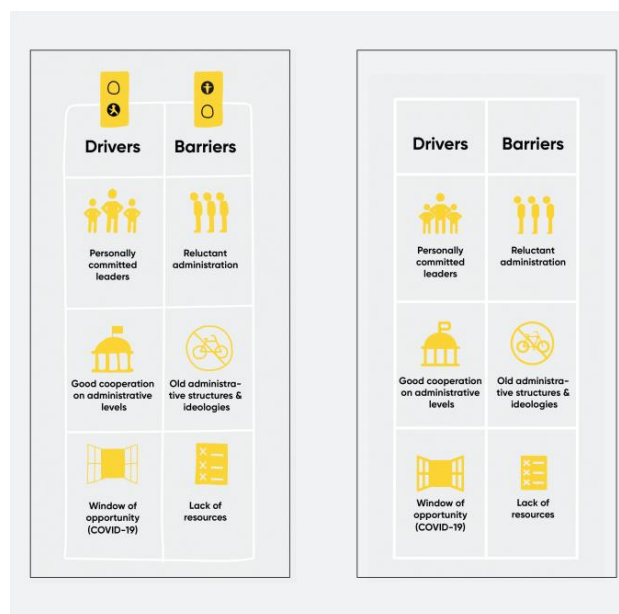 Drivers
Barriers
Personally
committed
leaders
Reluctant
administration
Good cooperation
on administrative
levels
Old administra-
tive structures &
ideologies
Window of
opportunity
(COVID-19)
Lack of
resources
Drivers
Barriers
Personally
committed
leaders
Reluctant
administration
Good cooperation
on administrative
levels
Old administra-
tive structures &
ideologies
Window of
opportunity
(COVID-19)
Lack of
resources